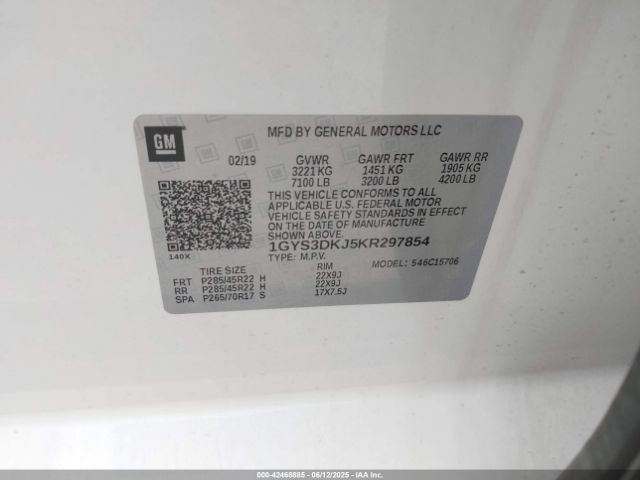 GM
MFD BY GENERAL MOTORS LLC
02/19 GVWR GAWR FRT GAWR RR
3221 KG 1451 KG 1905 KG
7100 LB 3200 LB 4200 LB
THIS VEHICLE CONFORMS TO ALL
APPLICABLE U.S. FEDERAL MOTOR
VEHICLE SAFETY STANDARDS IN EFFECT
ON THE DATE OF MANUFACTURE
SHOWN ABOVE.
1GYS3DKJ5KR297854
140X TYPE: M.P.V. MODEL: 546C15706
TIRE SIZE RIM
FRT P285/45R22 H 22X9J
RR P285/45R22 H 22X9J
SPA P265/70R17 S 17X7.5J
000-42468885 - 06/12/2025 - IAAI.COM